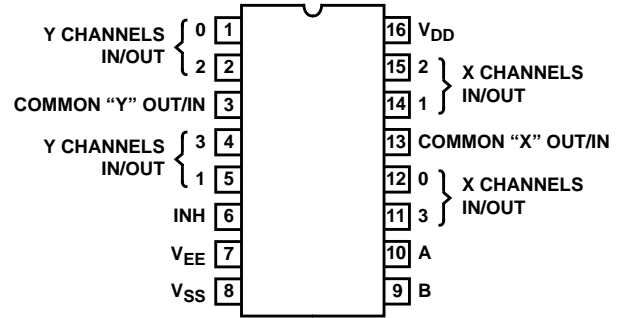 Y CHANNELS IN/OUT
0 1
2 2
COMMON “Y” OUT/IN 3
Y CHANNELS IN/OUT
3 4
1 5
INH 6
VEE 7
VSS 8
16 VDD
15 2
14 1
X CHANNELS IN/OUT
13 COMMON “X” OUT/IN
12 0
11 3
X CHANNELS IN/OUT
10 A
9 B